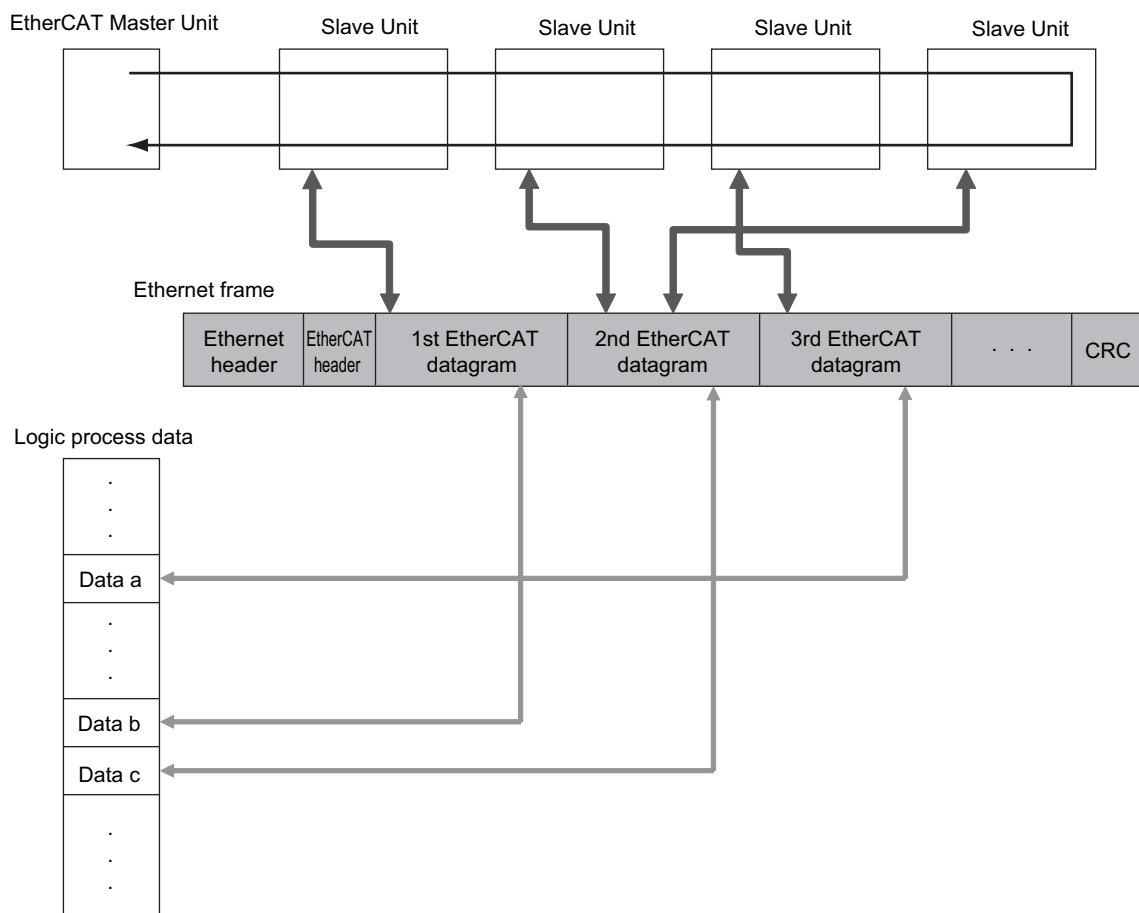 EtherCAT Master Unit
Slave Unit
Slave Unit
Slave Unit
Slave Unit
Ethernet frame
Ethernet
header
EtherCAT
header
1st EtherCAT
datagram
2nd EtherCAT
datagram
3rd EtherCAT
datagram
· · ·
CRC
Logic process data
·
·
·
Data a
·
·
·
Data b
Data c
·
·
·